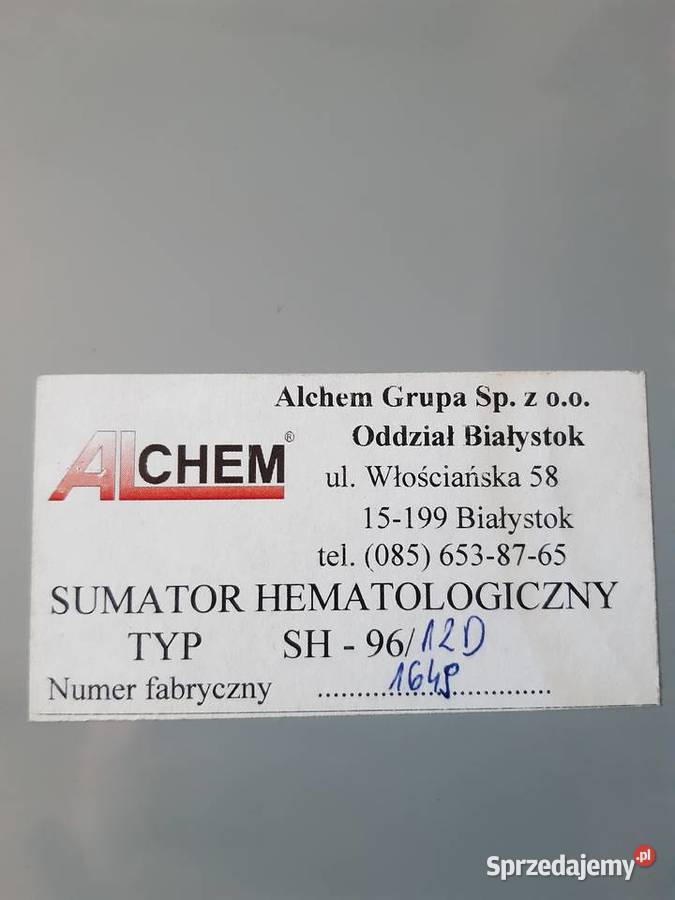 Alchem Grupa Sp. z o.o.
Oddział Białystok
ALCHEM®
ul. Włościańska 58
15-199 Białystok
tel. (085) 653-87-65
SUMATOR HEMATOLOGICZNY
TYP SH - 96/12D
Numer fabryczny 1649
Sprzedajemy.pl